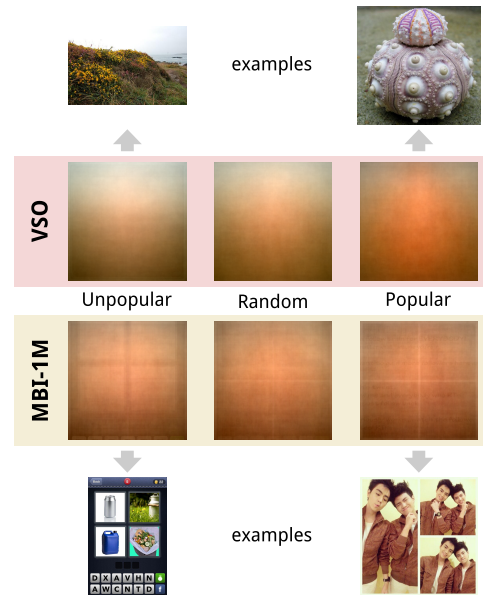 examples
VSO
Unpopular Random Popular
MBI-1M
D X A V H N
A W C N T D f
examples